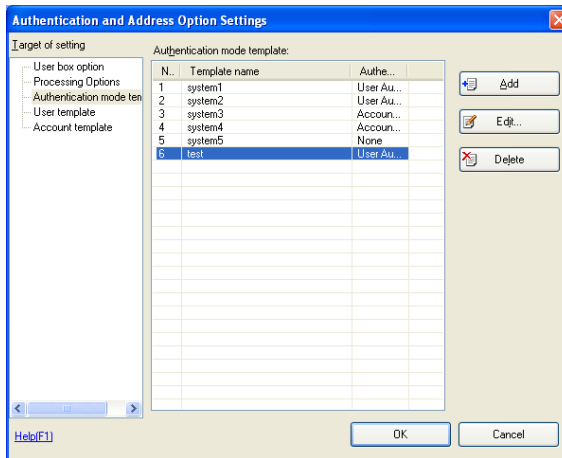 Authentication and Address Option Settings
Target of setting
User box option
Processing Options
Authentication mode ten
User template
Account template
Authentication mode template:
N.. Template name Authe...
1 system1 User Au...
2 system2 User Au...
3 system3 Accoun...
4 system4 Accoun...
5 system5 None
6 test User Au...
Add
Edit...
Delete
Help(F1)
OK
Cancel